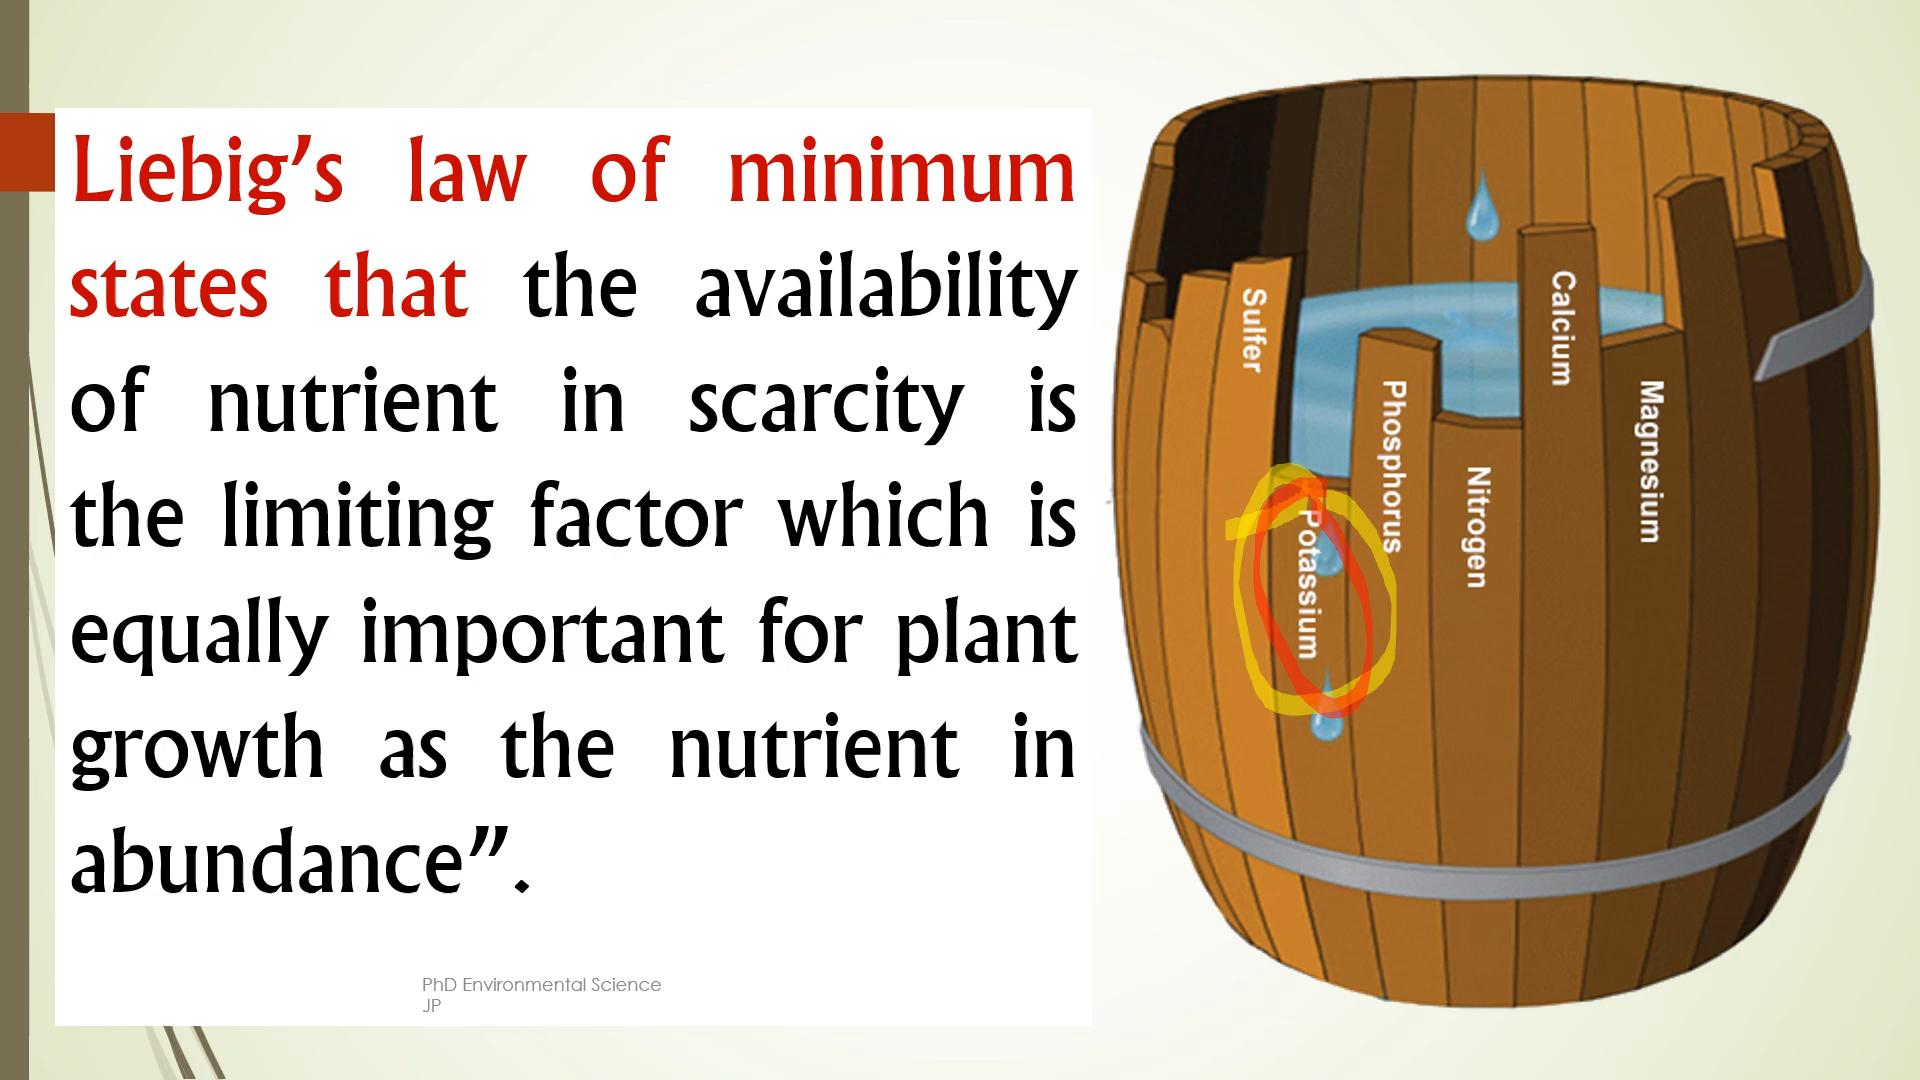 Liebig’s law of minimum
states that the availability
of nutrient in scarcity is
the limiting factor which is
equally important for plant
growth as the nutrient in
abundance”.
PhD Environmental Science
JP
Sulfer
Potassium
Phosphorus
Nitrogen
Calcium
Magnesium